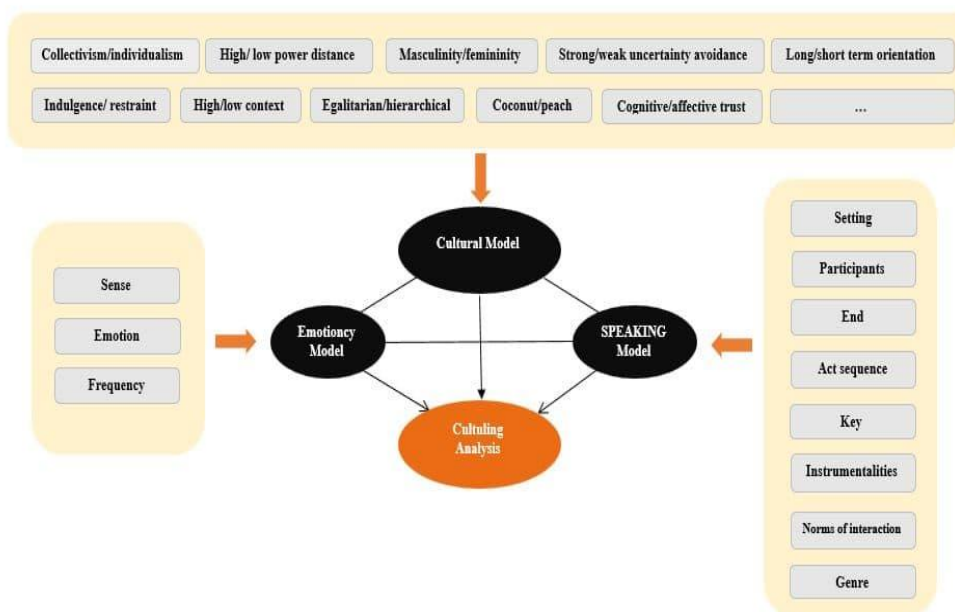 Collectivism/individualism
High/ low power distance
Masculinity/femininity
Strong/weak uncertainty avoidance
Long/short term orientation
Indulgence/ restraint
High/low context
Egalitarian/hierarchical
Coconut/peach
Cognitive/affective trust
...
Cultural Model
Sense
Emotion
Frequency
Emotioncy
Model
SPEAKING
Model
Cultuling
Analysis
Setting
Participants
End
Act sequence
Key
Instrumentalities
Norms of interaction
Genre